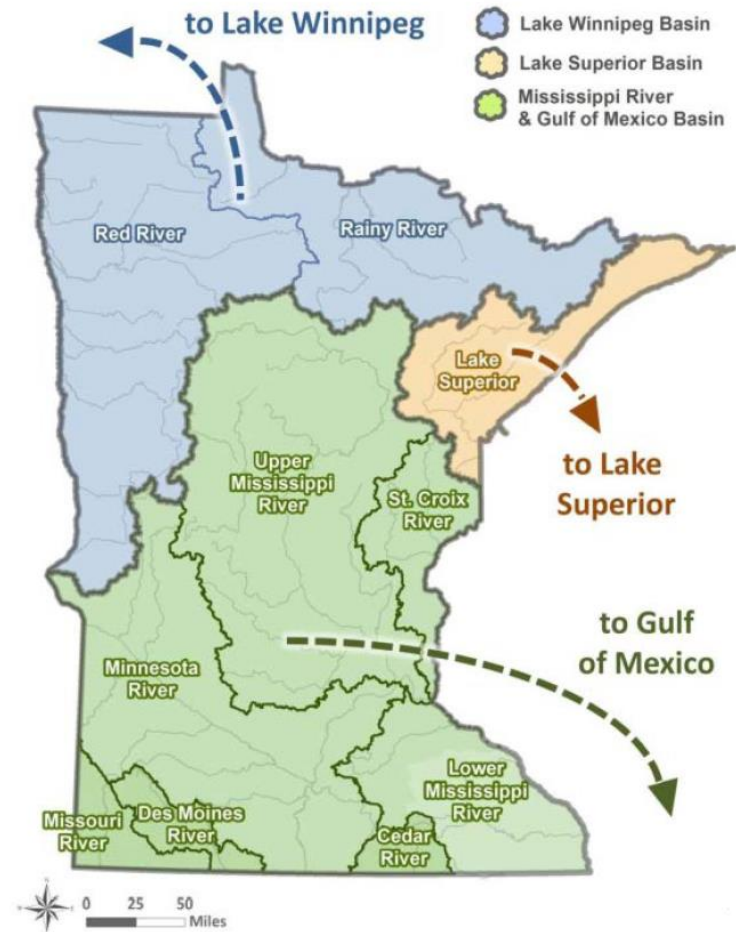 to Lake Winnipeg
Lake Winnipeg Basin
Lake Superior Basin
Mississippi River
& Gulf of Mexico Basin
Red River
Rainy River
Lake
Superior
to Lake
Superior
Upper
Mississippi
River
St. Croix
River
to Gulf
of Mexico
Minnesota
River
Lower
Mississippi
River
Missouri
River
Des Moines
River
Cedar
River
0 25 50
Miles